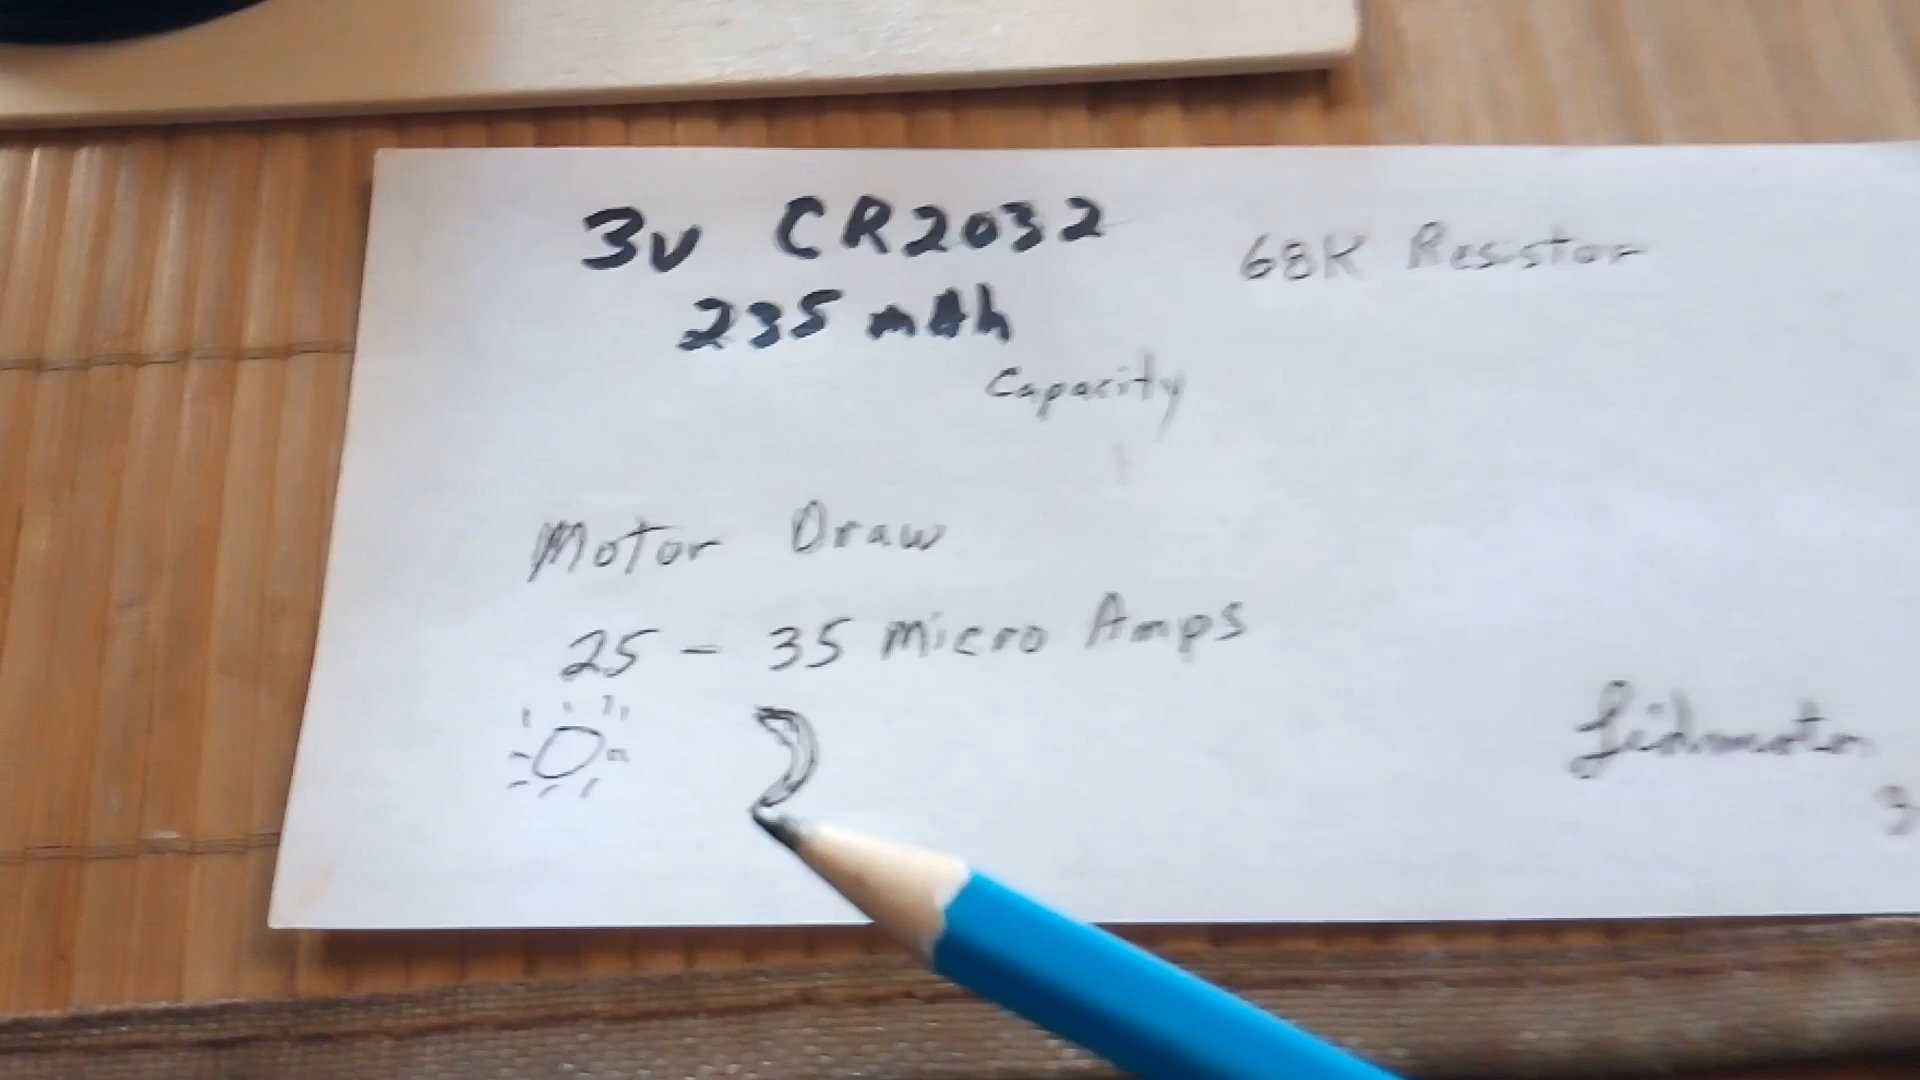 3v CR2032
68K Resistor
235 mAh
Capacity
Motor Draw
25 - 35 Micro Amps